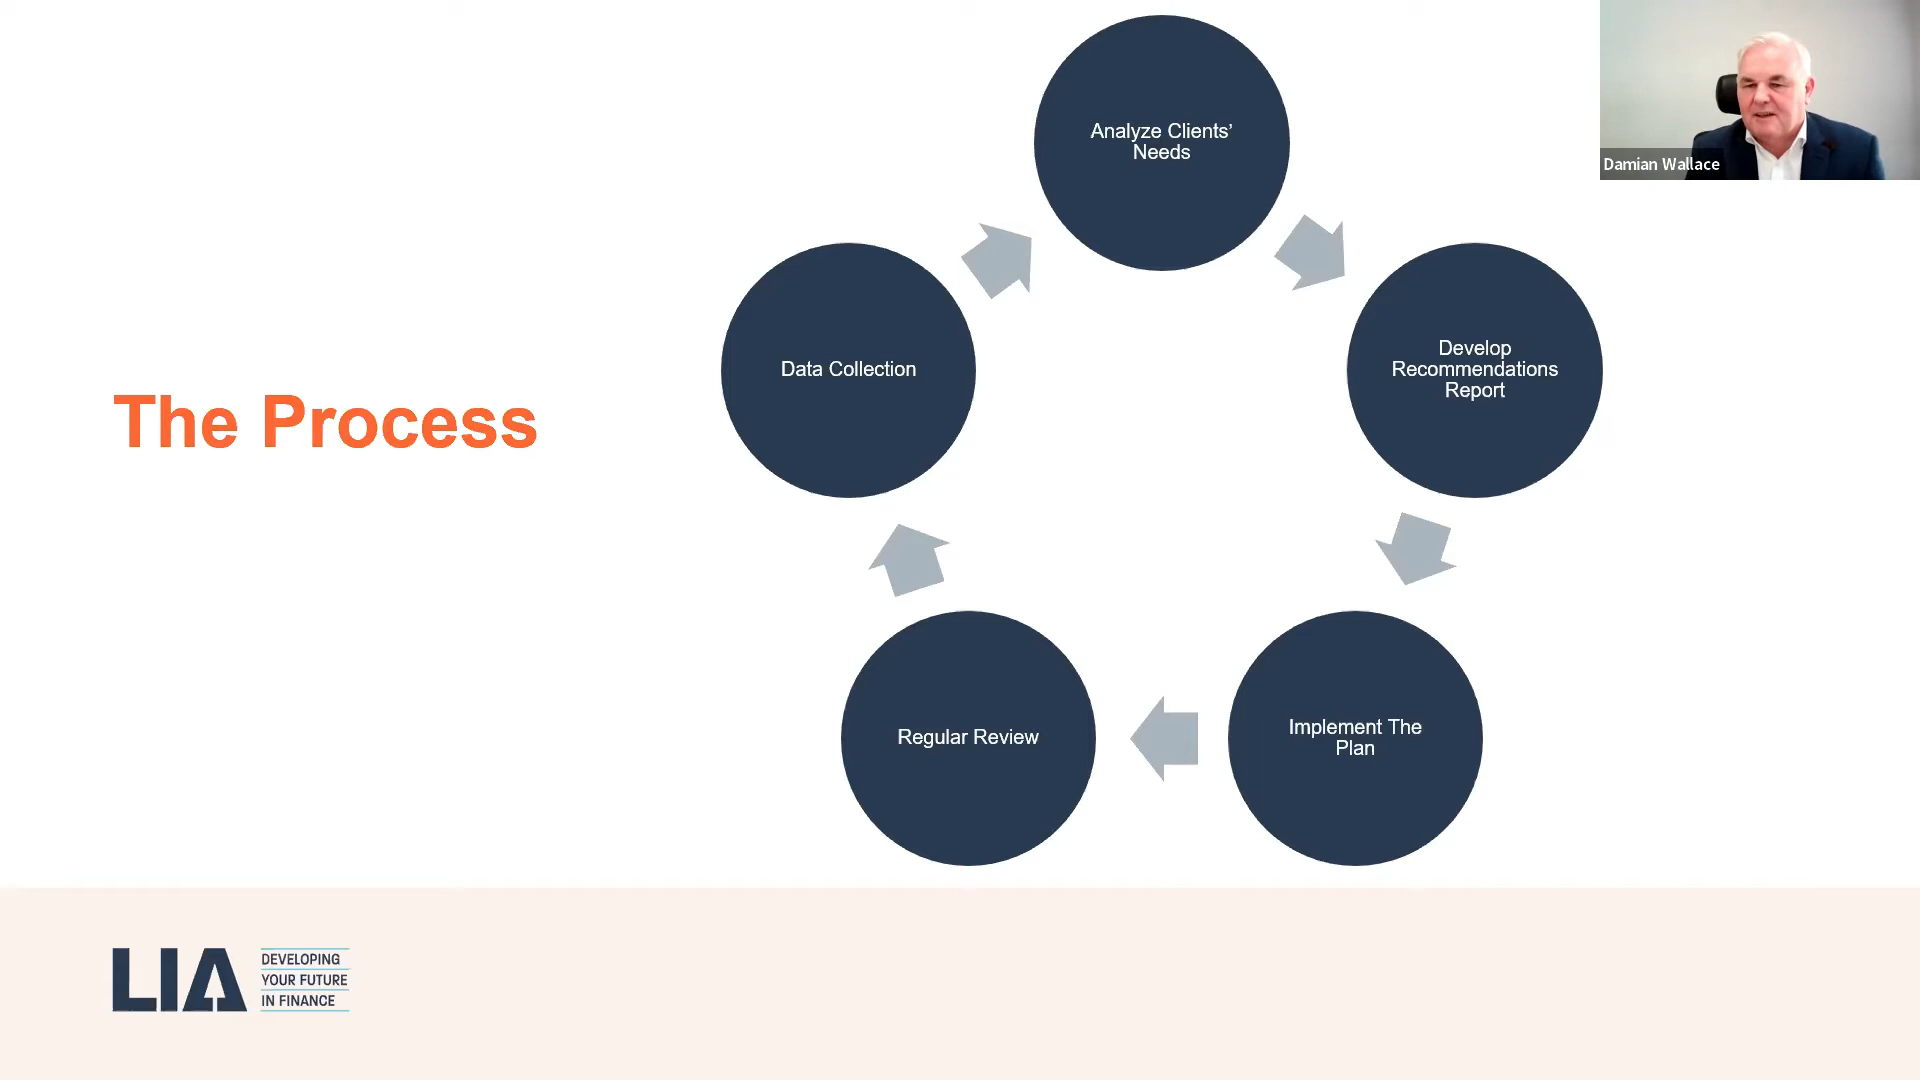 Analyze Clients’
Needs
Damian Wallace
Data Collection
Develop
Recommendations
Report
The Process
Regular Review
Implement The
Plan
LIA
DEVELOPING
YOUR FUTURE
IN FINANCE